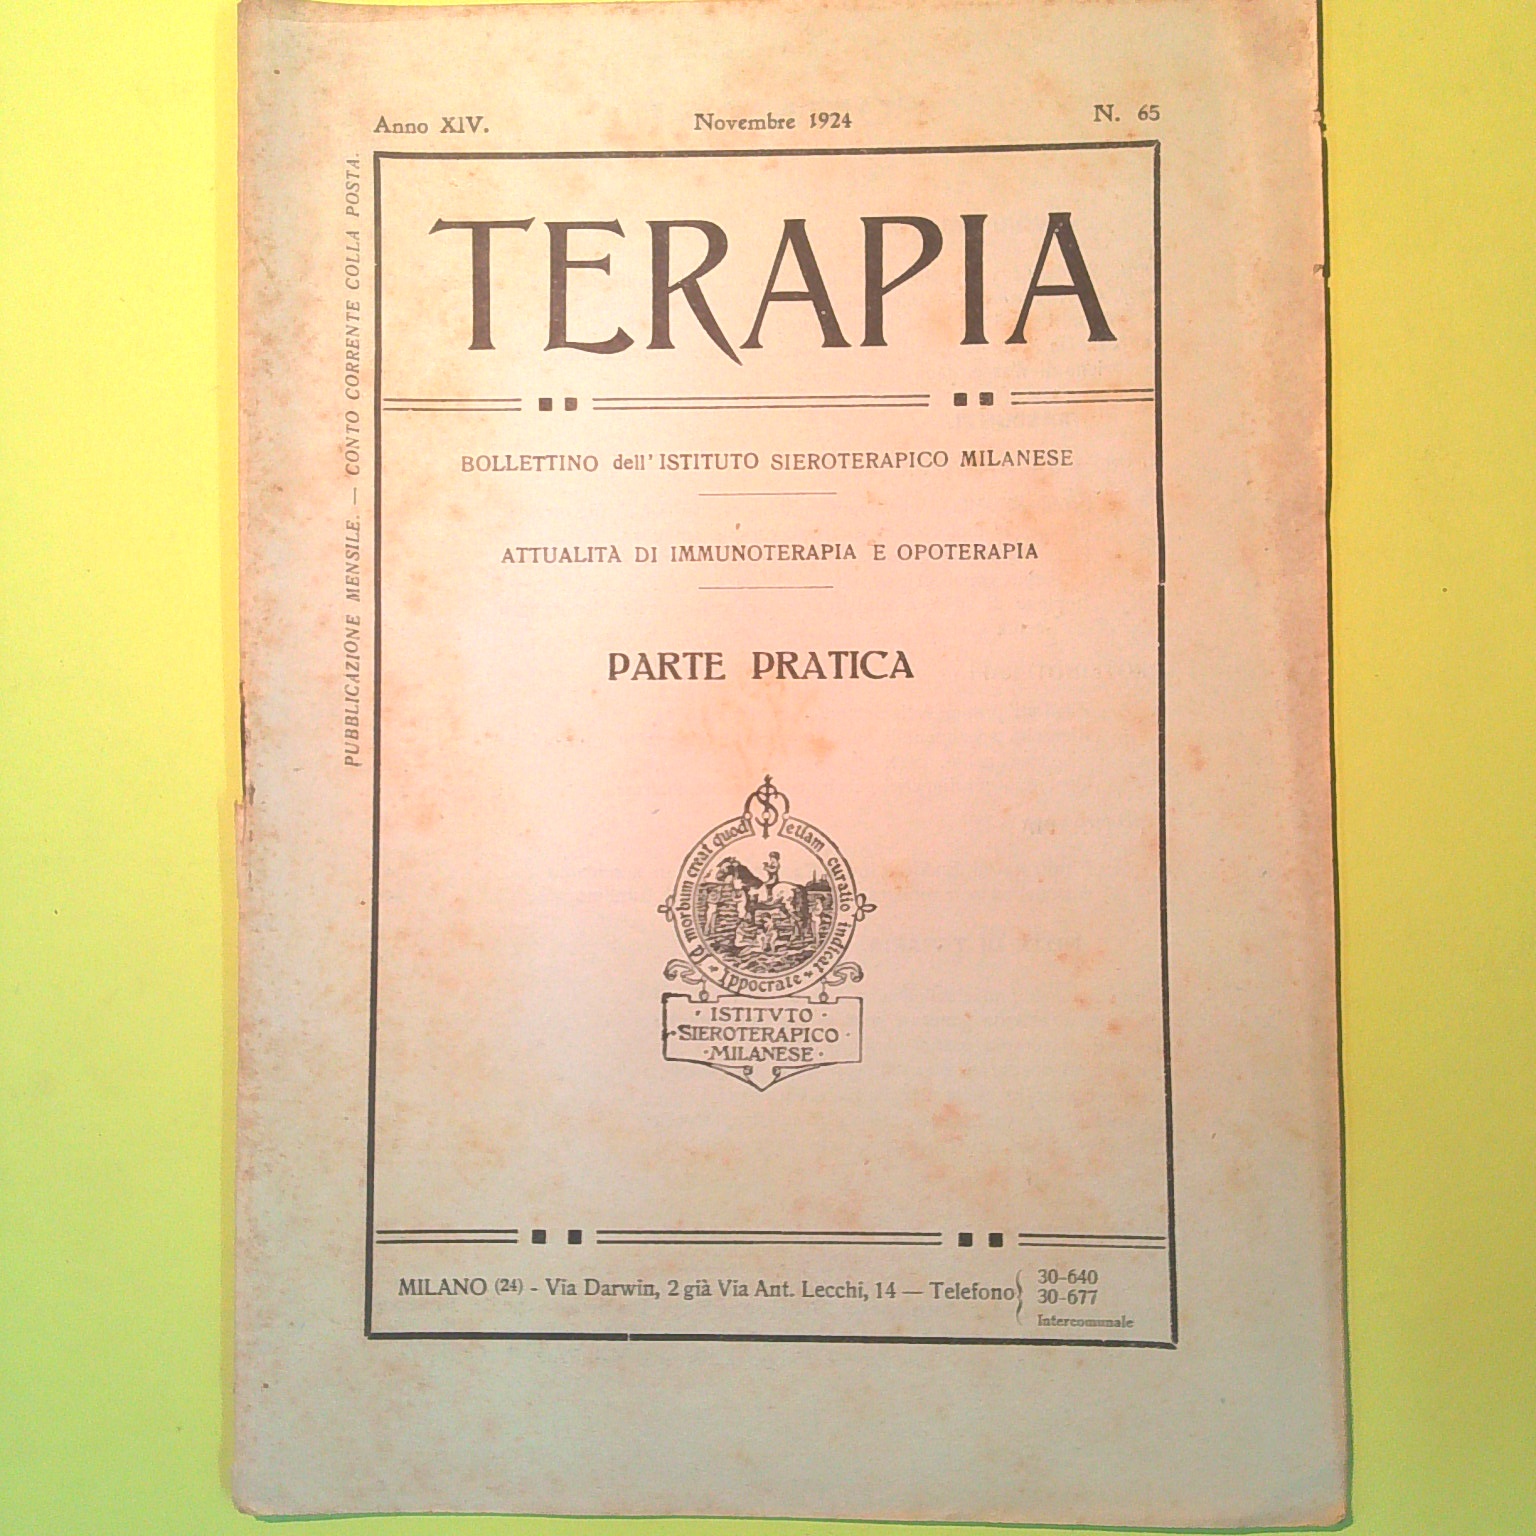 Anno XIV.
Novembre 1924
N. 65
PUBBLICAZIONE MENSILE. — CONTO CORRENTE COLLA POSTA.
TERAPIA
BOLLETTINO dell'ISTITUTO SIEROTERAPICO MILANESE
ATTUALITÀ DI IMMUNOTERAPIA E OPOTERAPIA
PARTE PRATICA
Id morbum creat quod etiam curatio indicat
Ippocrate
· ISTITVTO ·
· SIEROTERAPICO ·
· MILANESE ·
MILANO (24) - Via Darwin, 2 già Via Ant. Lecchi, 14 — Telefono
30-640
30-677
Intercomunale